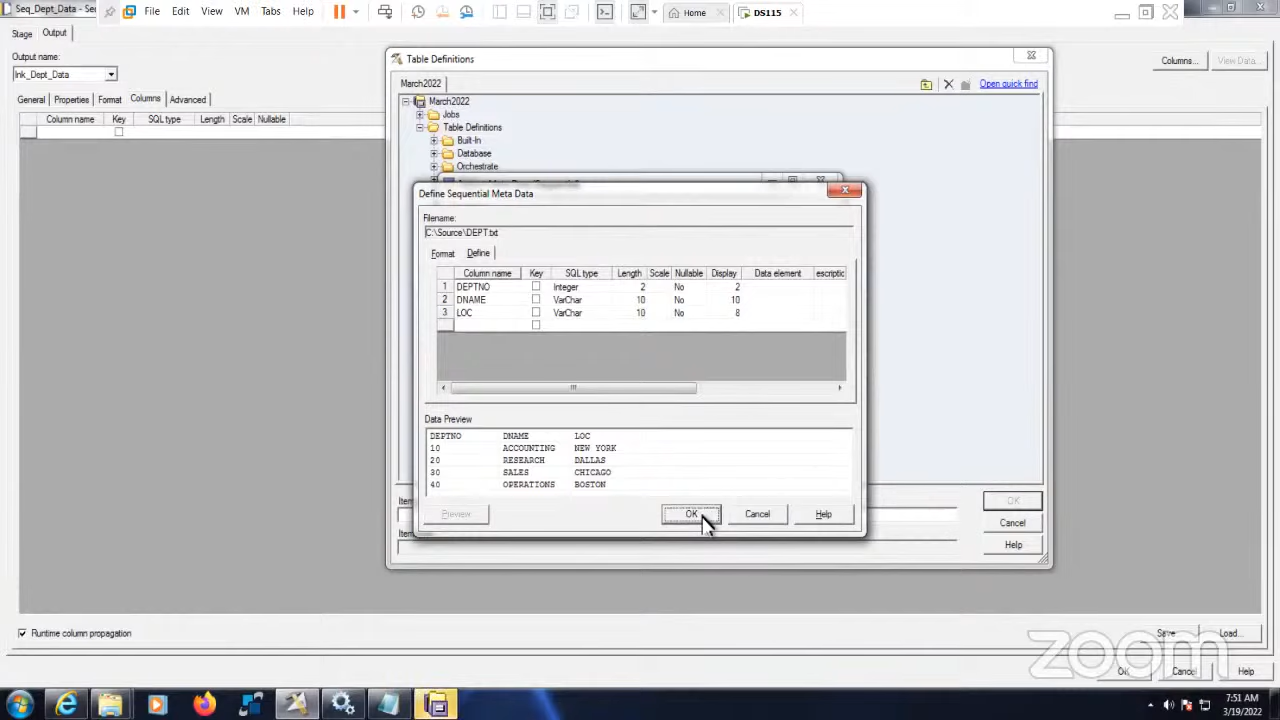 Seq_Dept_Data - Se
File Edit View VM Tabs Help
Home DS115
Stage Output
Output name:
lnk_Dept_Data
Columns... View Data...
General Properties Format Columns Advanced
Column name Key SQL type Length Scale Nullable
Table Definitions
March2022
Open quick find
March2022
Jobs
Table Definitions
Built-In
Database
Orchestrate
Define Sequential Meta Data
Filename:
C:\Source\DEPT.txt
Format Define
Column name Key SQL type Length Scale Nullable Display Data element escriptic
1 DEPTNO Integer 2 No 2
2 DNAME VarChar 10 No 10
3 LOC VarChar 10 No 8
Data Preview
DEPTNO DNAME LOC
10 ACCOUNTING NEW YORK
20 RESEARCH DALLAS
30 SALES CHICAGO
40 OPERATIONS BOSTON
Preview... OK Cancel Help
Item
Item
OK
Cancel
Help
Runtime column propagation
Save... Load...
OK Cancel Help
zoom
7:51 AM
3/19/2022